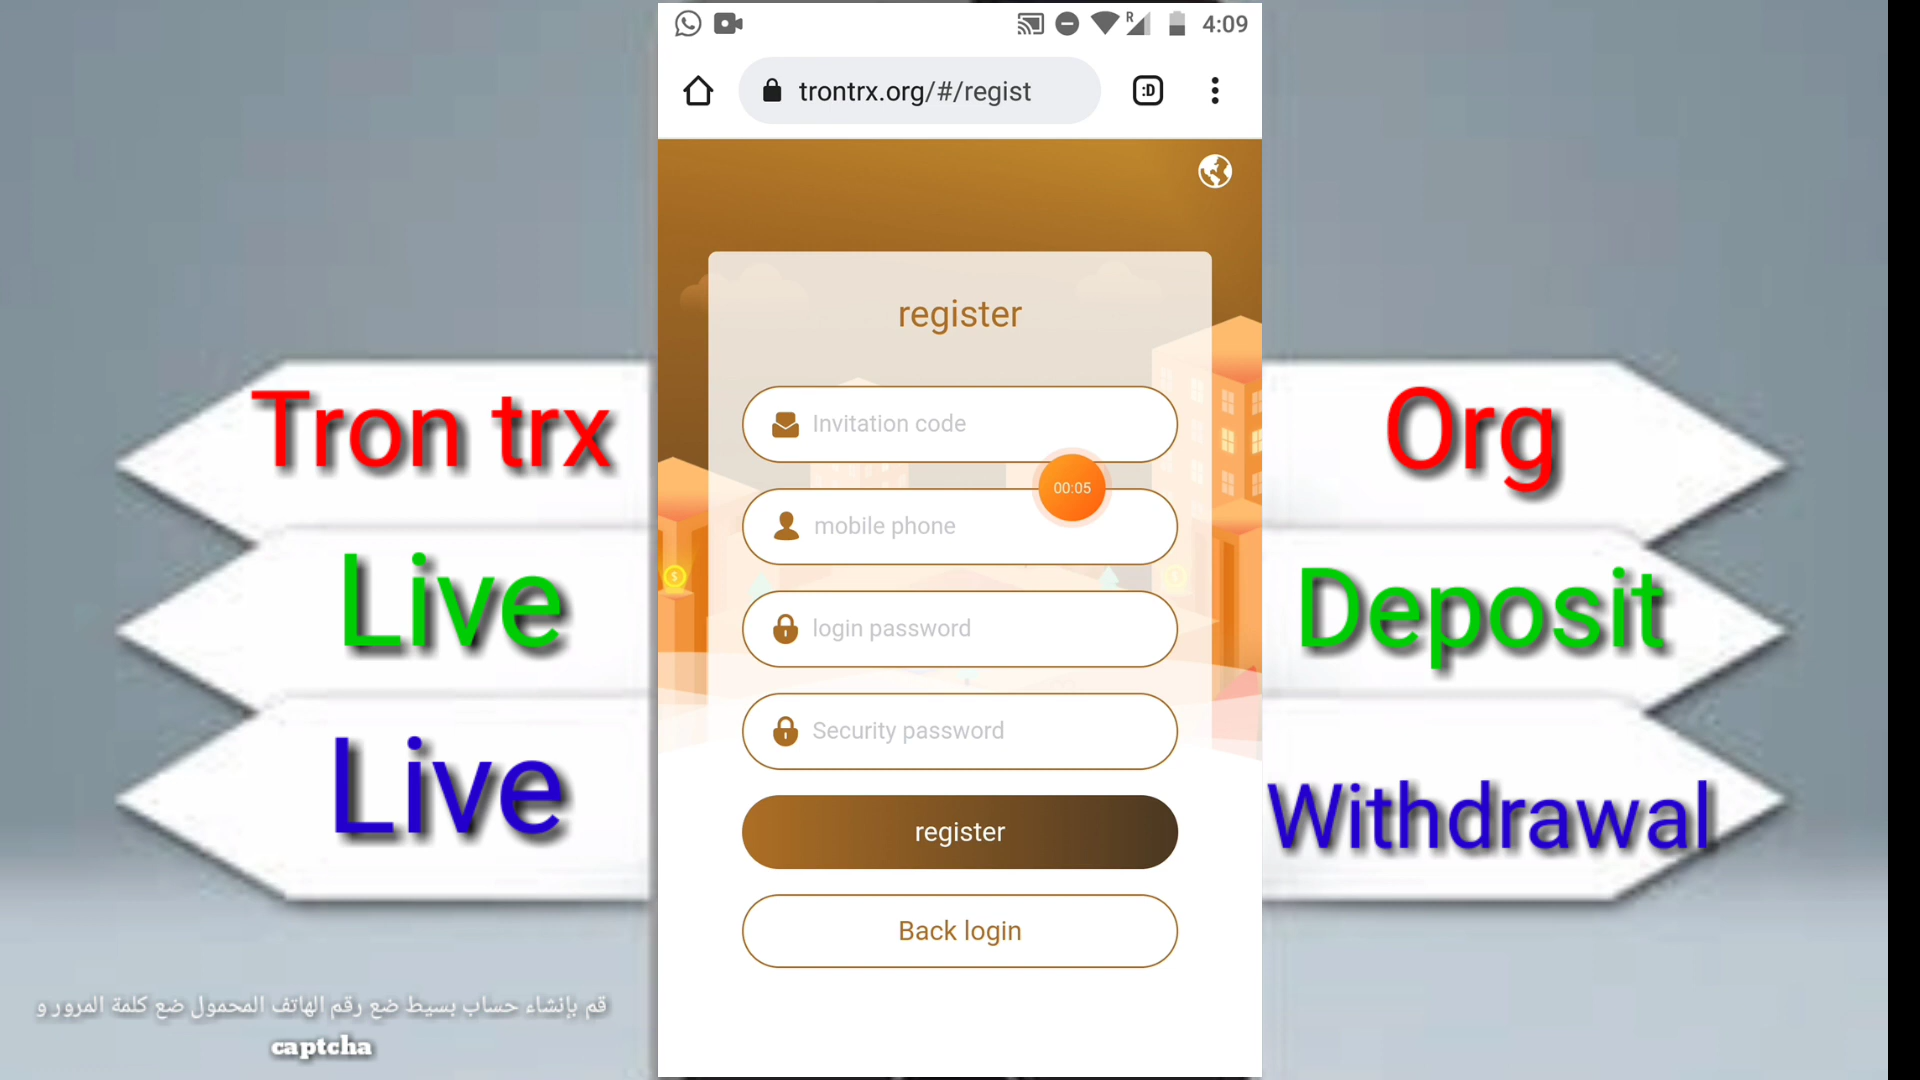 4:09
trontrx.org/#/regist
:D
register
Invitation code
00:05
mobile phone
login password
Security password
register
Back login
Tron trx
Live
Live
Org
Deposit
Withdrawal
قم بإنشاء حساب بسيط ضع رقم الهاتف المحمول ضع كلمة المرور و
captcha